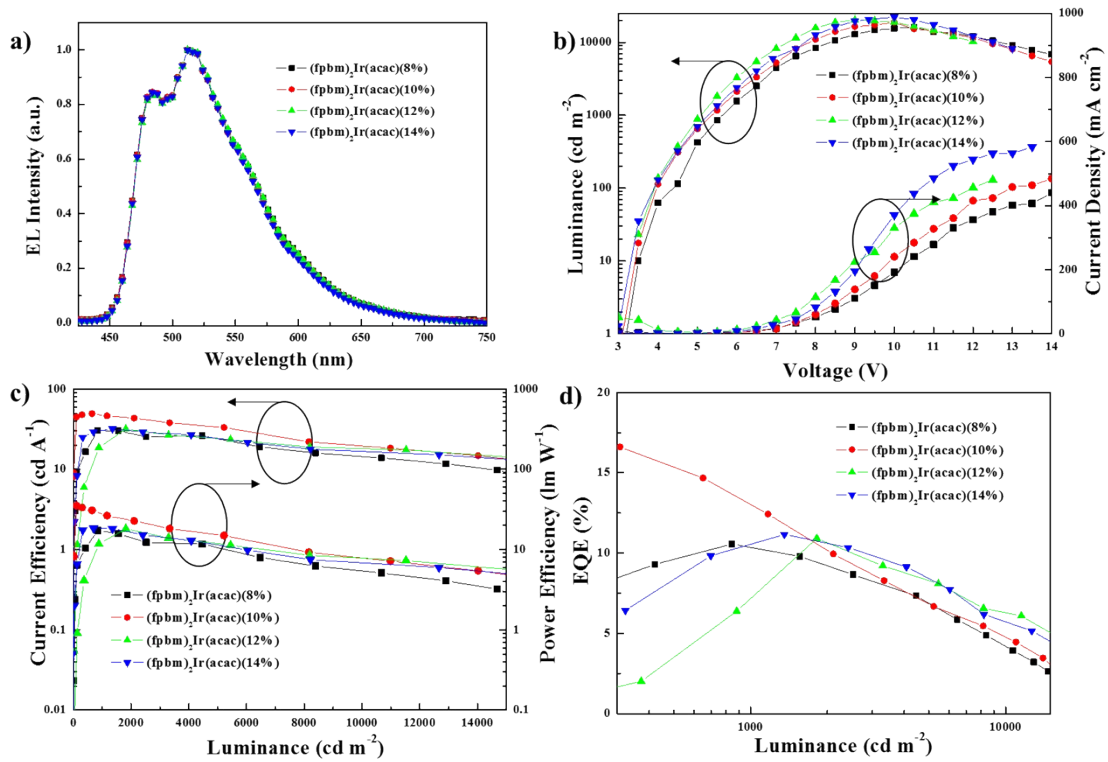 a)
(fpbm)2Ir(acac)(8%)
(fpbm)2Ir(acac)(10%)
(fpbm)2Ir(acac)(12%)
(fpbm)2Ir(acac)(14%)
EL Intensity (a.u.)
1.0
0.8
0.6
0.4
0.2
0.0
450 500 550 600 650 700 750
Wavelength (nm)
b)
(fpbm)2Ir(acac)(8%)
(fpbm)2Ir(acac)(10%)
(fpbm)2Ir(acac)(12%)
(fpbm)2Ir(acac)(14%)
Luminance (cd m-2)
10000
1000
100
10
1
Current Density (mA cm-2)
1000
800
600
400
200
0
3 4 5 6 7 8 9 10 11 12 13 14
Voltage (V)
c)
Current Efficiency (cd A-1)
100
10
1
0.1
0.01
Power Efficiency (lm W-1)
1000
100
10
1
0.1
(fpbm)2Ir(acac)(8%)
(fpbm)2Ir(acac)(10%)
(fpbm)2Ir(acac)(12%)
(fpbm)2Ir(acac)(14%)
0 2000 4000 6000 8000 10000 12000 14000
Luminance (cd m-2)
d)
(fpbm)2Ir(acac)(8%)
(fpbm)2Ir(acac)(10%)
(fpbm)2Ir(acac)(12%)
(fpbm)2Ir(acac)(14%)
EQE (%)
20
15
10
5
0
1000 10000
Luminance (cd m-2)